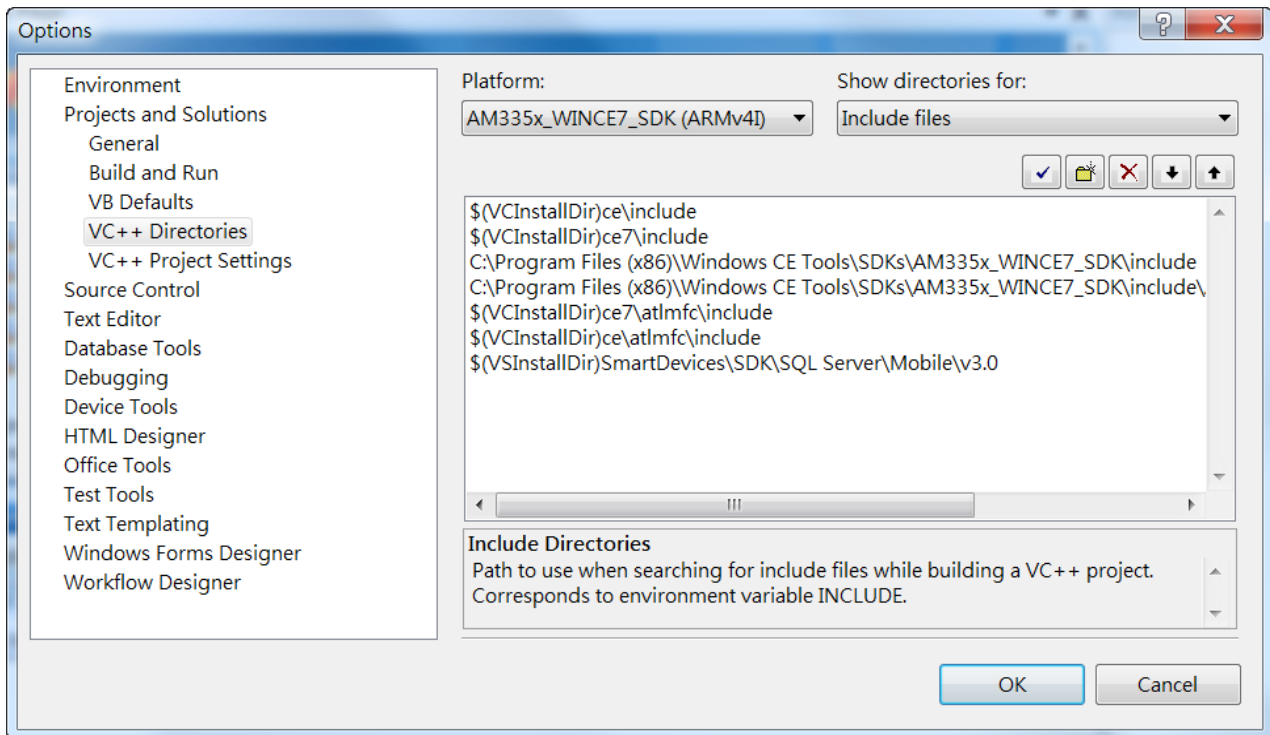 Options
Environment
Projects and Solutions
General
Build and Run
VB Defaults
VC++ Directories
VC++ Project Settings
Source Control
Text Editor
Database Tools
Debugging
Device Tools
HTML Designer
Office Tools
Test Tools
Text Templating
Windows Forms Designer
Workflow Designer
Platform:
AM335x_WINCE7_SDK (ARMv4I)
Show directories for:
Include files
$(VCInstallDir)ce\include
$(VCInstallDir)ce7\include
C:\Program Files (x86)\Windows CE Tools\SDKs\AM335x_WINCE7_SDK\include
C:\Program Files (x86)\Windows CE Tools\SDKs\AM335x_WINCE7_SDK\include\
$(VCInstallDir)ce7\atlmfc\include
$(VCInstallDir)ce\atlmfc\include
$(VSInstallDir)SmartDevices\SDK\SQL Server\Mobile\v3.0
Include Directories
Path to use when searching for include files while building a VC++ project.
Corresponds to environment variable INCLUDE.
OK
Cancel